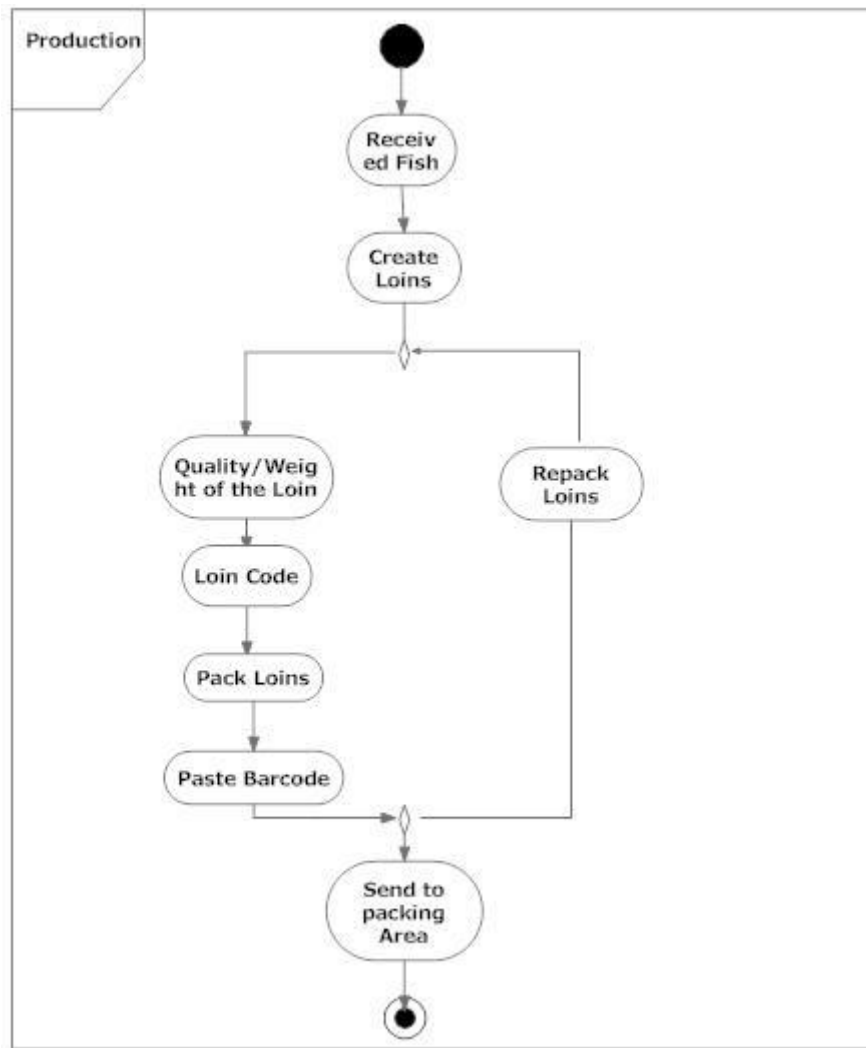 Production
Receiv
ed Fish
Create
Loins
Quality/Weig
ht of the Loin
Repack
Loins
Loin Code
Pack Loins
Paste Barcode
Send to
packing
Area